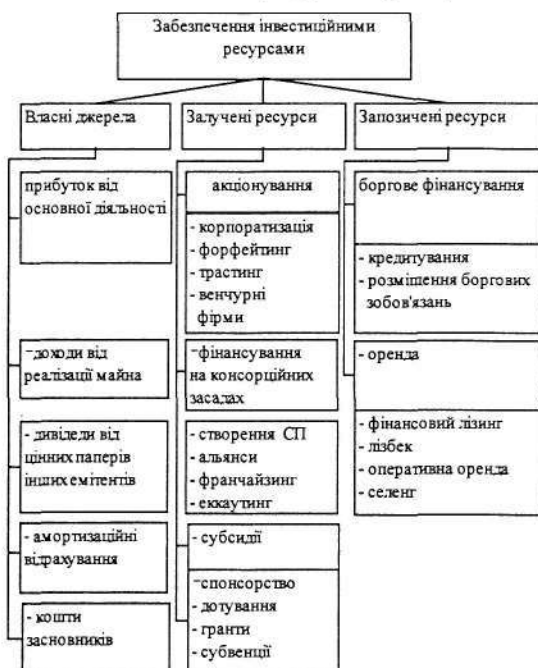 Забезпечення інвестиційними
ресурсами
Власні джерела
прибуток від
основної діяльності
- доходи від
реалізації майна
- дивідеди від
цінних паперів
інших емітентів
- амортизаційні
відрахування
- кошти
засновників
Залучені ресурси
акціонування
- корпоратизація
- форфейтинг
- трастинг
- венчурні
фірми
- фінансування
на консорційних
засадах
- створення СП
- альянси
- франчайзинг
- еккаутинг
- субсидії
- спонсорство
- дотування
- гранти
- субвенції
Запозичені ресурси
боргове фінансування
- кредитування
- розміщення боргових
зобов'язань
- оренда
- фінансовий лізинг
- лізбек
- оперативна оренда
- селенг